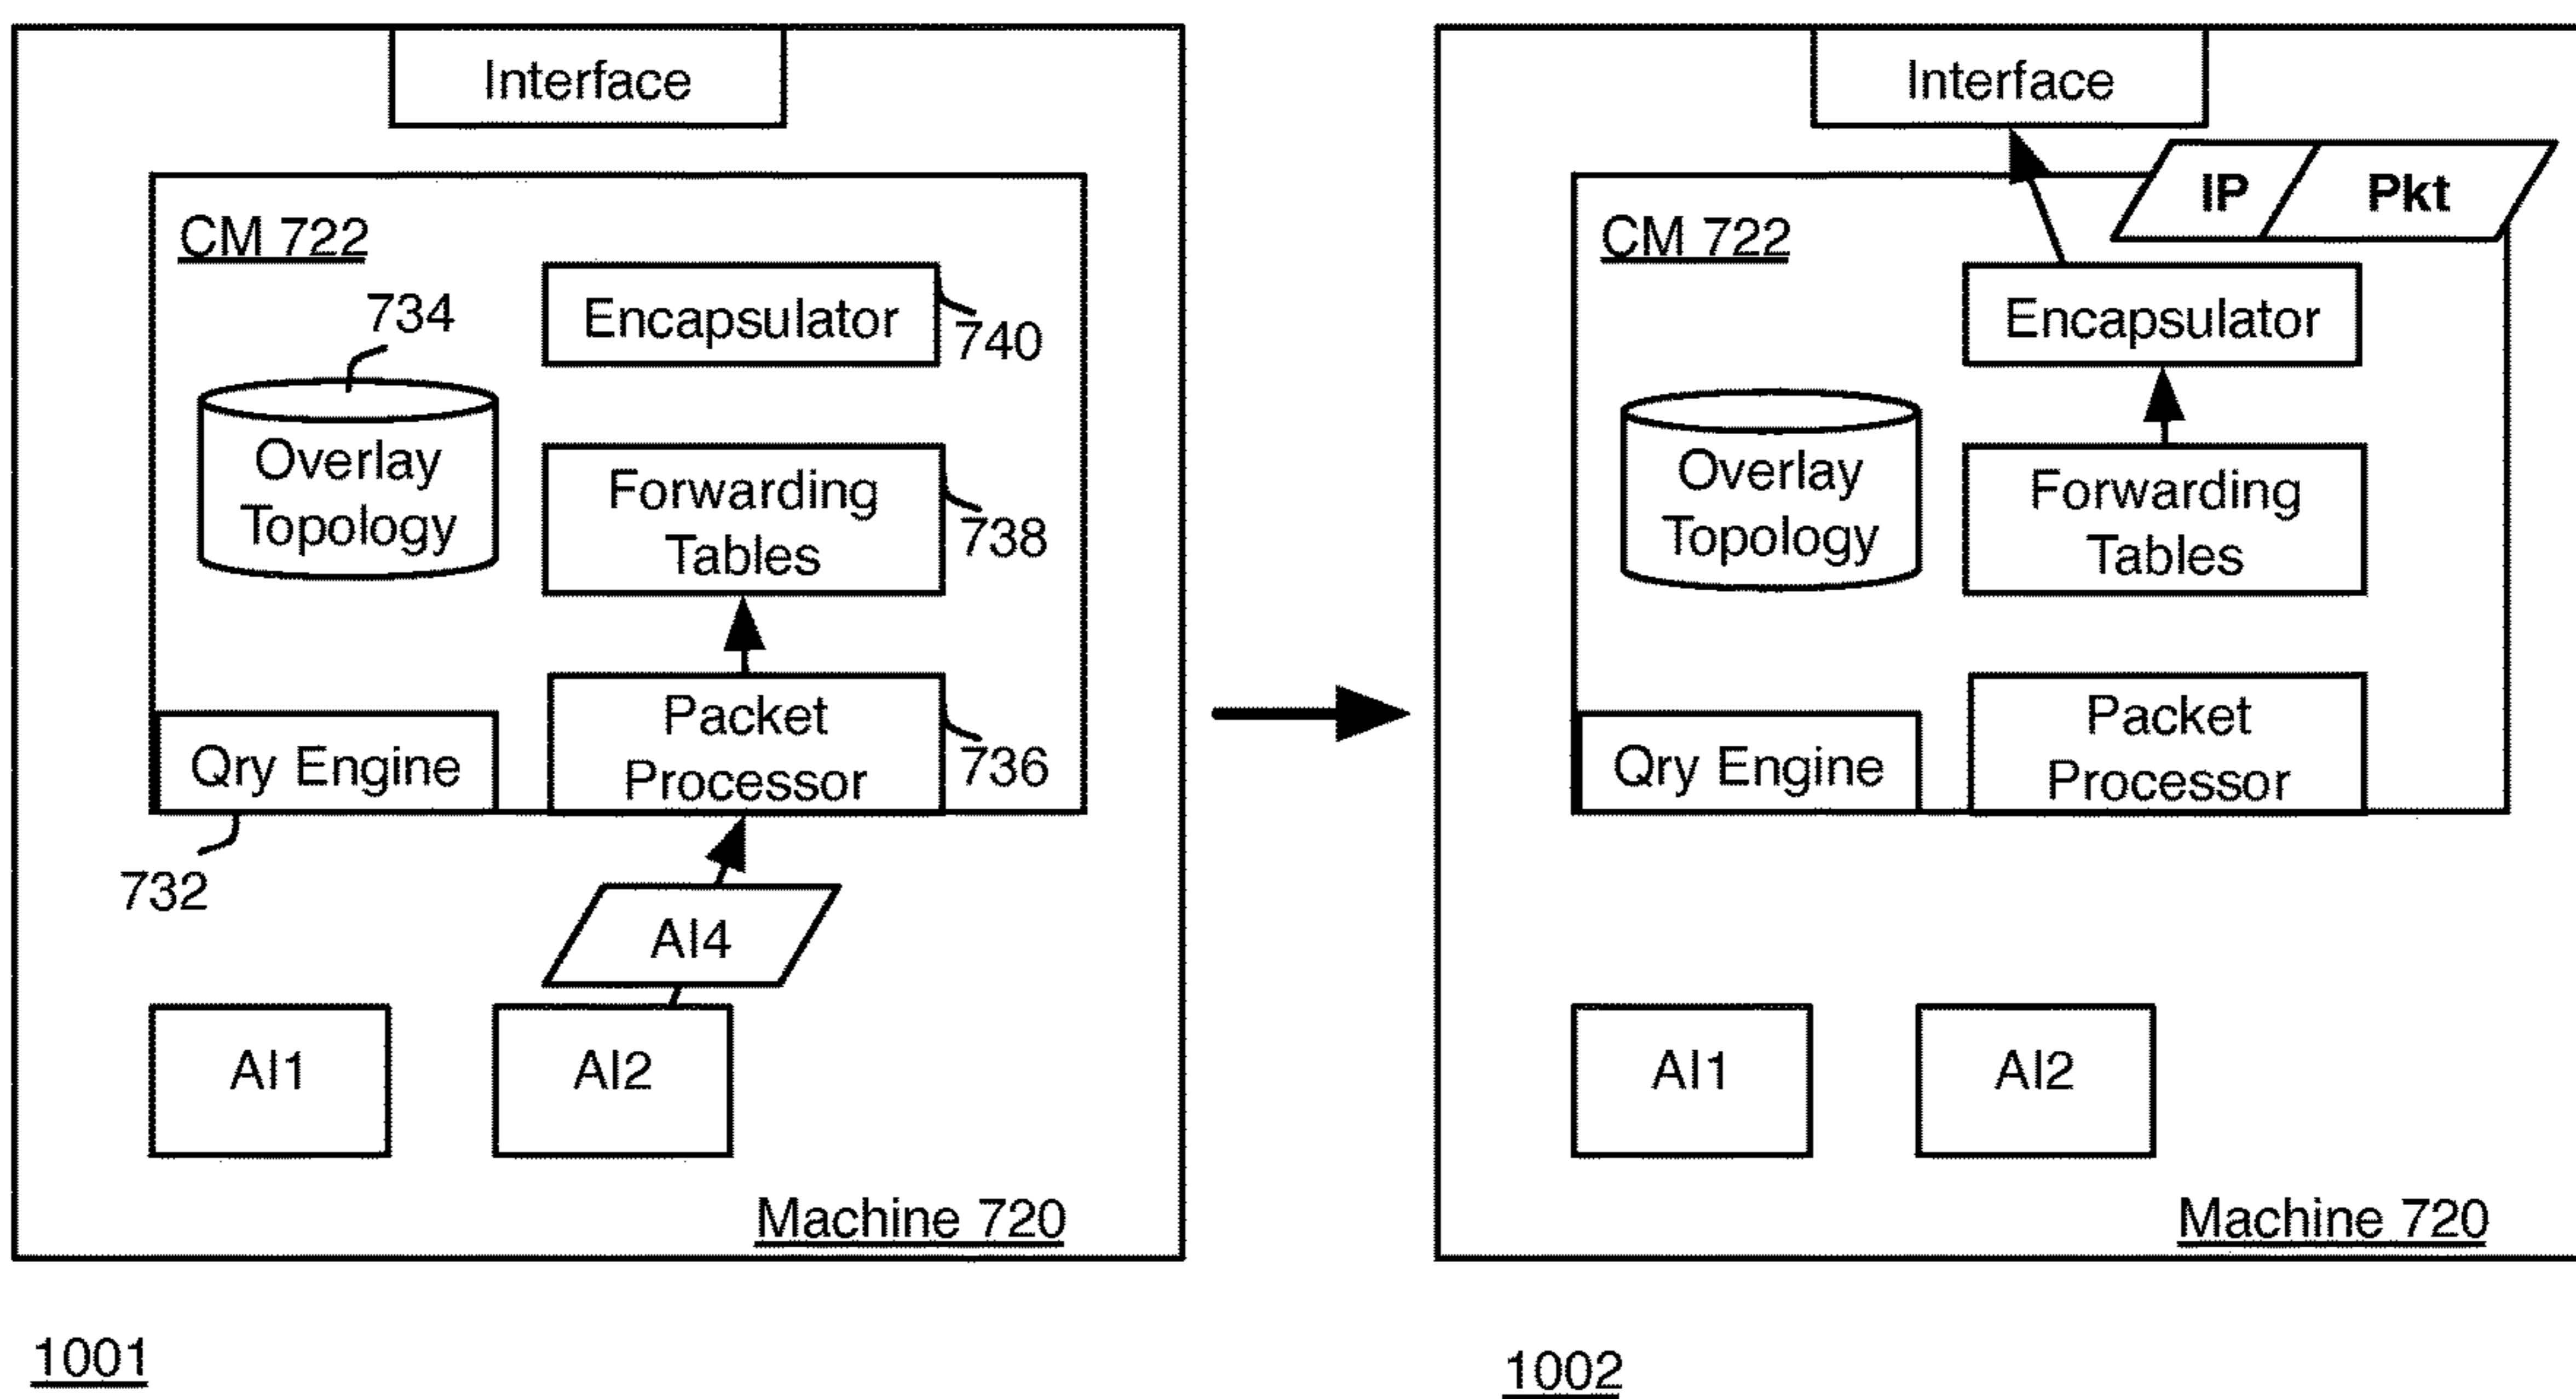 Interface
CM 722
734
Encapsulator
740
Overlay
Topology
Forwarding
Tables
738
Packet
Processor
736
Qry Engine
732
AI4
AI1
AI2
Machine 720
1001
Interface
IP
Pkt
CM 722
Encapsulator
Overlay
Topology
Forwarding
Tables
Packet
Processor
Qry Engine
AI1
AI2
Machine 720
1002